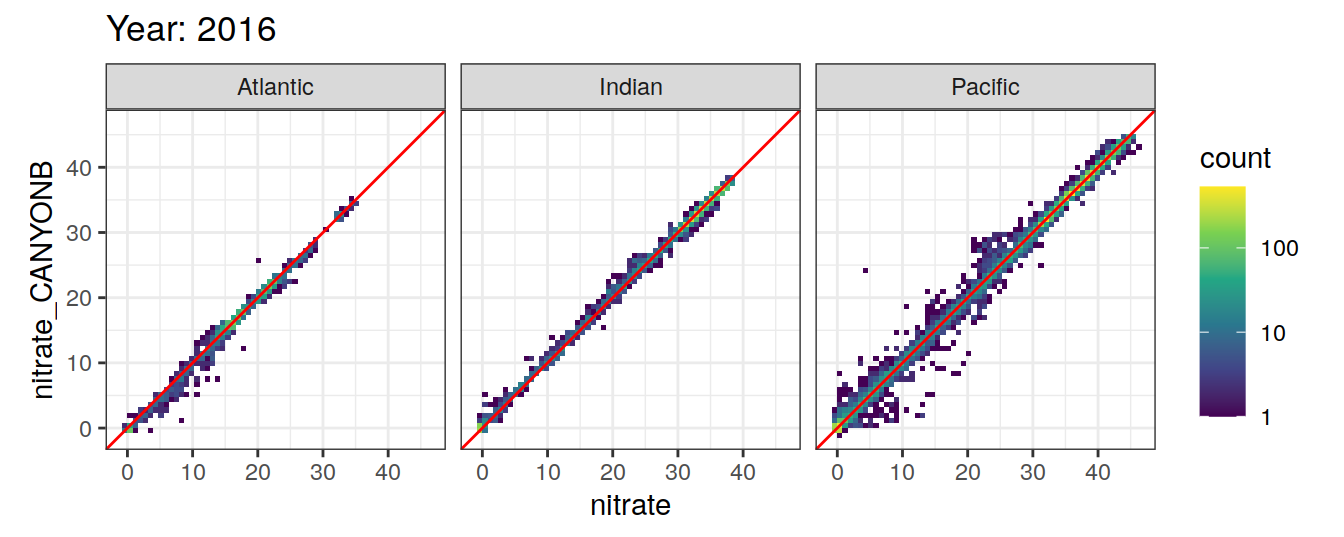 Year: 2016
Atlantic
Indian
Pacific
nitrate_CANYONB
40
30
20
10
0
0 10 20 30 40
0 10 20 30 40
0 10 20 30 40
nitrate
count
100
10
1